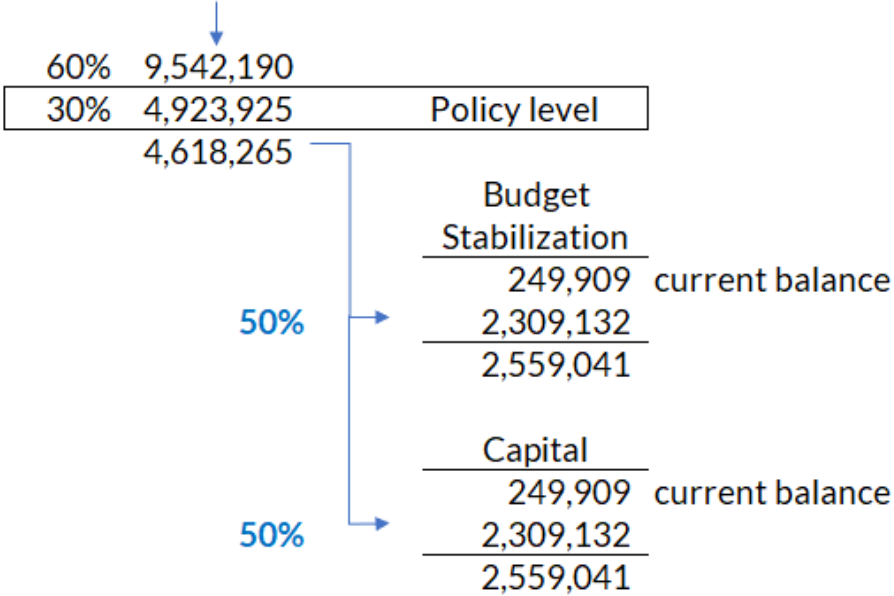 60% 9,542,190
30% 4,923,925 Policy level
4,618,265
Budget
Stabilization
249,909 current balance
50% 2,309,132
2,559,041
Capital
249,909 current balance
50% 2,309,132
2,559,041